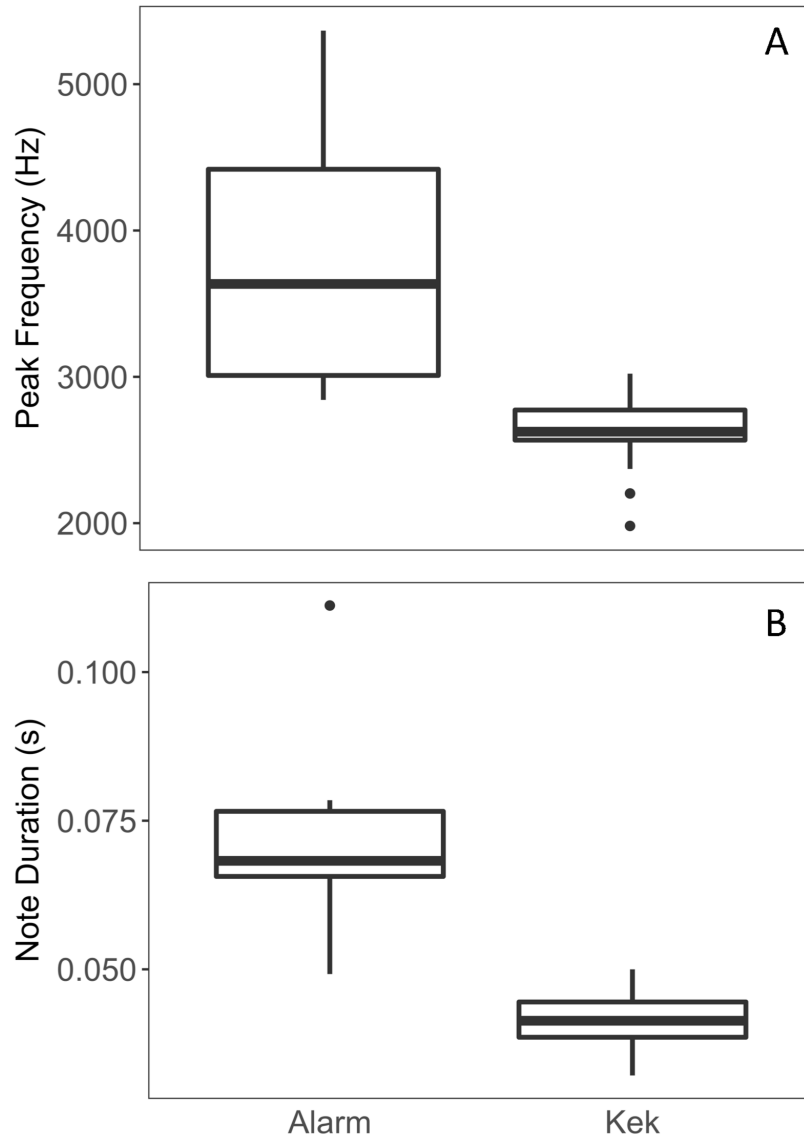 A
Peak Frequency (Hz)
5000
4000
3000
2000
B
Note Duration (s)
0.100
0.075
0.050
Alarm Kek